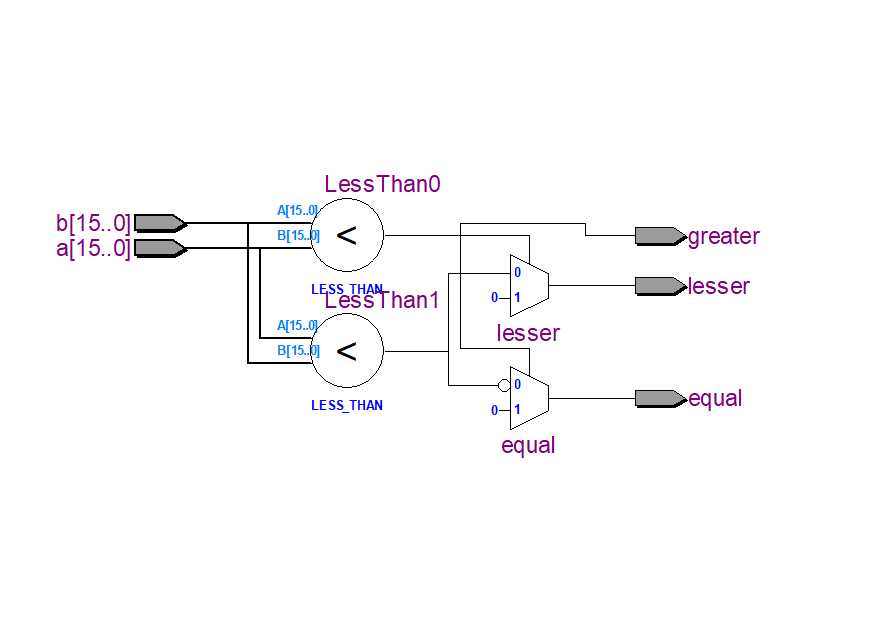 LessThan0
b[15..0]
A[15..0]
B[15..0]
<
a[15..0]
greater
0
LESS_THAN
lesser
0
1
LessThan1
A[15..0]
lesser
B[15..0]
<
0
equal
LESS_THAN
0
1
equal